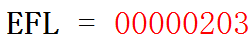 EFL = 00000203